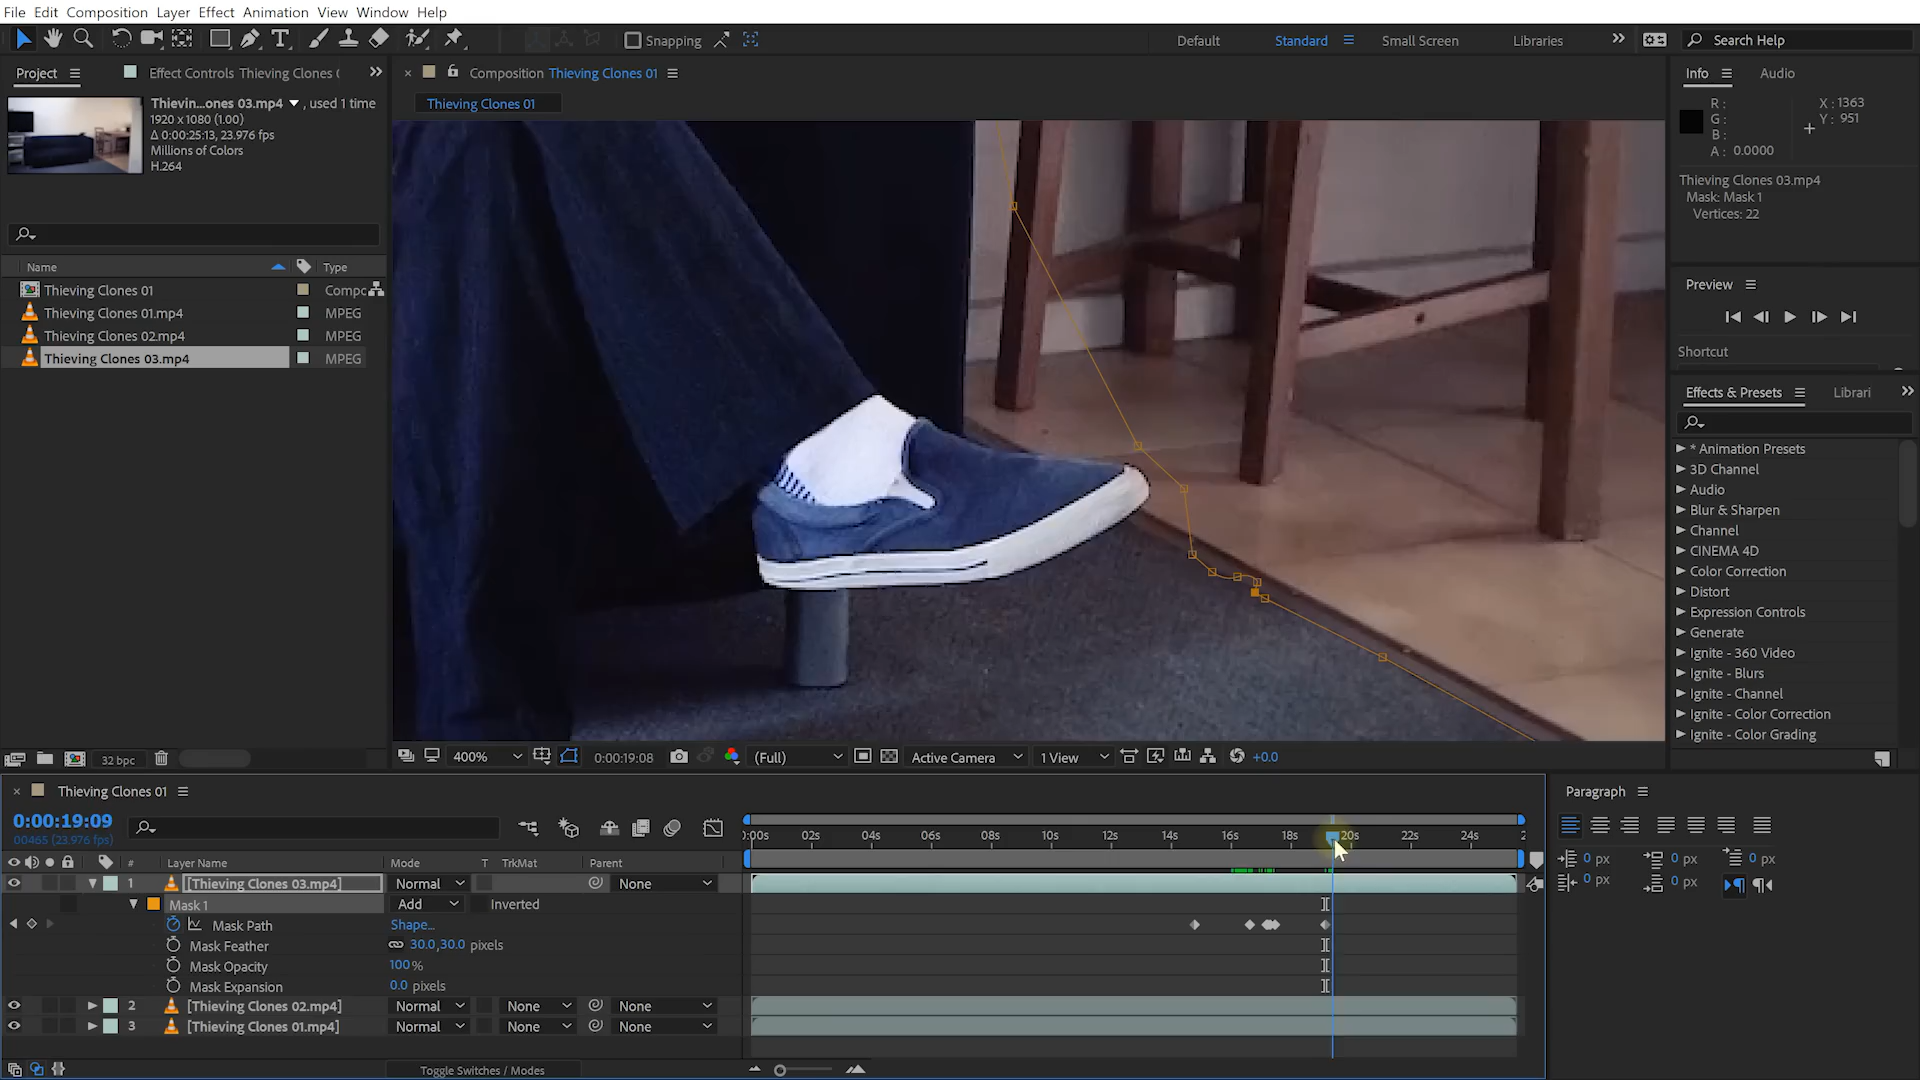 File Edit Composition Layer Effect Animation View Window Help
Snapping Default Standard Small Screen Libraries Search Help
Project Effect Controls Thieving Clones ( Composition Thieving Clones 01 Info Audio
Thieving Clones 01
Thievin...ones 03.mp4 , used 1 time
1920 x 1080 (1.00)
Δ 0:00:25:13, 23.976 fps
Millions of Colors
H.264
R : X : 1363
G : Y : 951
B :
A : 0.0000
Thieving Clones 03.mp4
Mask: Mask 1
Vertices: 22
Name Type
Thieving Clones 01 Compc
Thieving Clones 01.mp4 MPEG
Thieving Clones 02.mp4 MPEG
Thieving Clones 03.mp4 MPEG
Preview
Shortcut
Effects & Presets Librari
* Animation Presets
3D Channel
Audio
Blur & Sharpen
Channel
CINEMA 4D
Color Correction
Distort
Expression Controls
Generate
Ignite - 360 Video
Ignite - Blurs
Ignite - Channel
Ignite - Color Correction
Ignite - Color Grading
32 bpc 400% 0:00:19:08 (Full) Active Camera 1 View +0.0
Thieving Clones 01
0:00:19:09
00465 (23.976 fps)
):00s 02s 04s 06s 08s 10s 12s 14s 16s 18s 20s 22s 24s 2
# Layer Name Mode T TrkMat Parent
1 [Thieving Clones 03.mp4] Normal None
Mask 1 Add Inverted
Mask Path Shape...
Mask Feather 30.0,30.0 pixels
Mask Opacity 100%
Mask Expansion 0.0 pixels
2 [Thieving Clones 02.mp4] Normal None None
3 [Thieving Clones 01.mp4] Normal None None
Toggle Switches / Modes
Paragraph
0 px 0 px 0 px
0 px 0 px